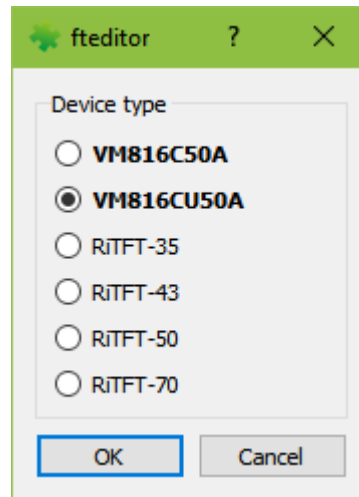 fteditor ?
Device type
VM816C50A
VM816CU50A
RiTFT-35
RiTFT-43
RiTFT-50
RiTFT-70
OK Cancel